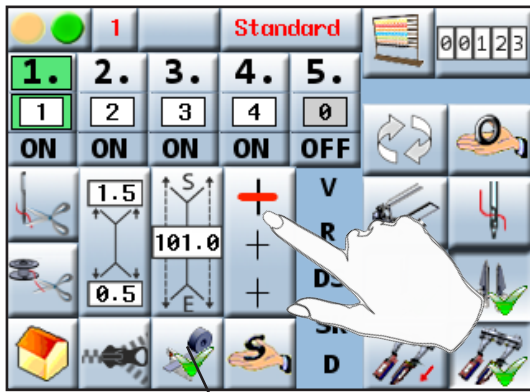 1 Standard 00123
1. 2. 3. 4. 5.
1 2 3 4 0
ON ON ON ON OFF
1.5 S V
101.0 R
0.5 E
O
S D